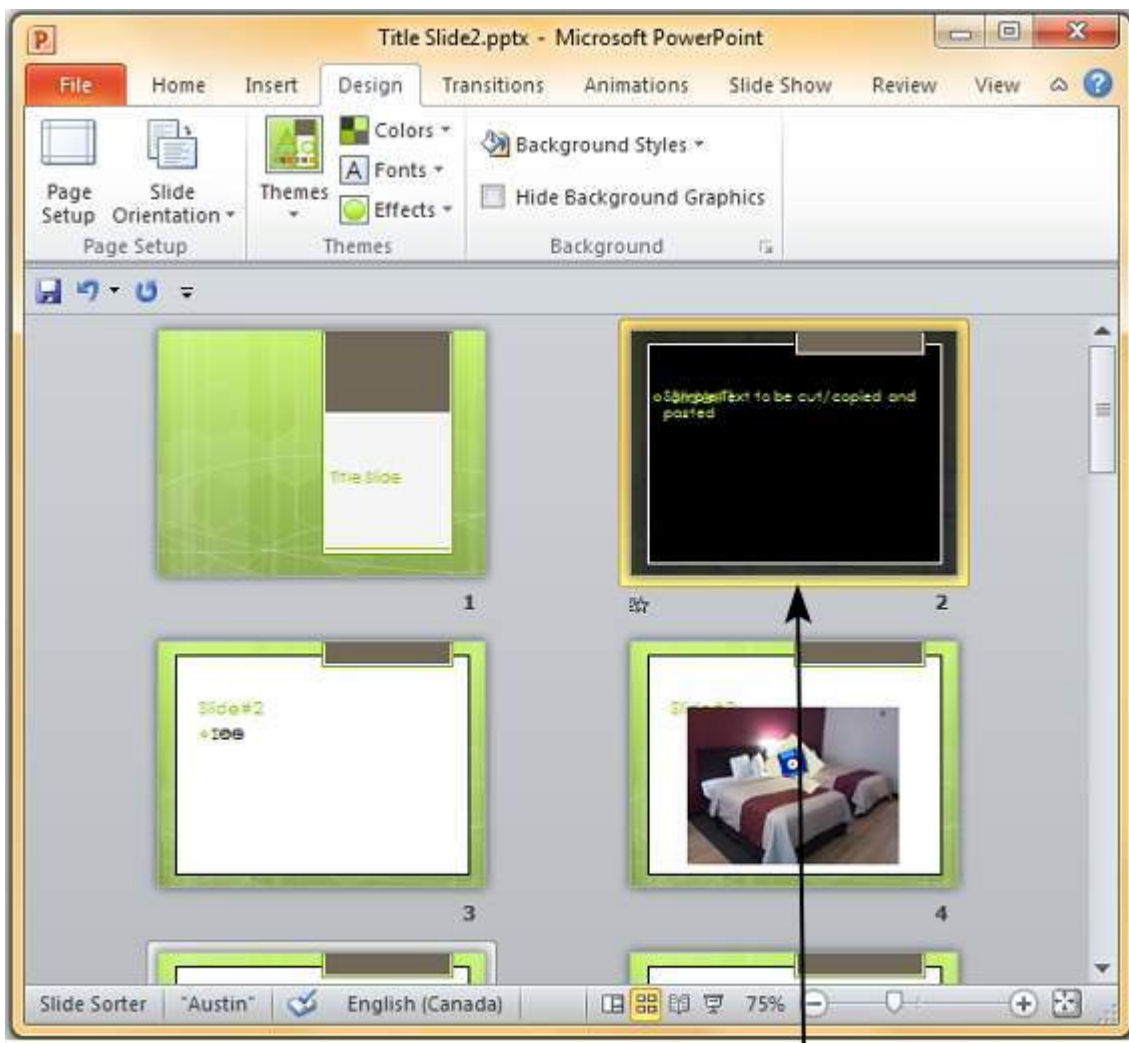 Title Slide2.pptx - Microsoft PowerPoint
File Home Insert Design Transitions Animations Slide Show Review View
Page Setup
Slide Orientation
Themes
Colors
Fonts
Effects
Background Styles
Hide Background Graphics
Page Setup Themes Background
Title Slide
Text to be cut/copied and
pasted
1 2
Slide #2
3 4
Slide Sorter "Austin" English (Canada) 75%